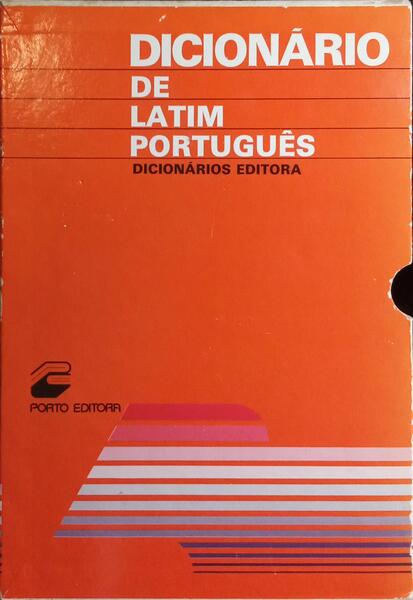 DICIONÁRIO
DE
LATIM
PORTUGUÊS
DICIONÁRIOS EDITORA
PORTO EDITORA